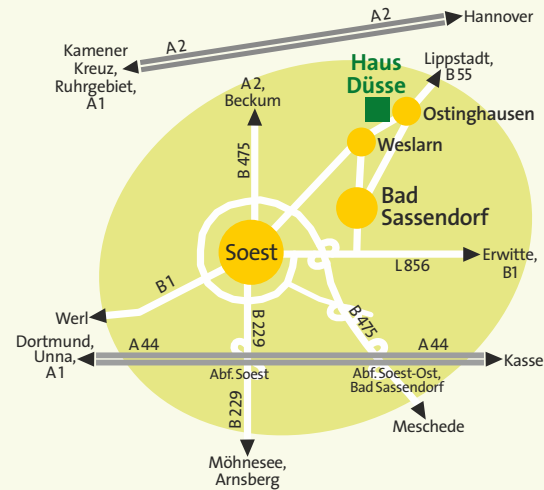 A 2
Hannover
A 2
Kamener
Kreuz,
Ruhrgebiet,
A 1
Haus
Düsse
Lippstadt,
B 55
A 2,
Beckum
Ostinghausen
Weslarn
B 475
Bad
Sassendorf
Soest
Erwitte,
B1
L 856
B1
Werl
B 229
B 475
Dortmund,
Unna,
A 1
A 44
A 44
Kasse
Abf. Soest
Abf. Soest-Ost,
Bad Sassendorf
B 229
Meschede
Möhnesee,
Arnsberg